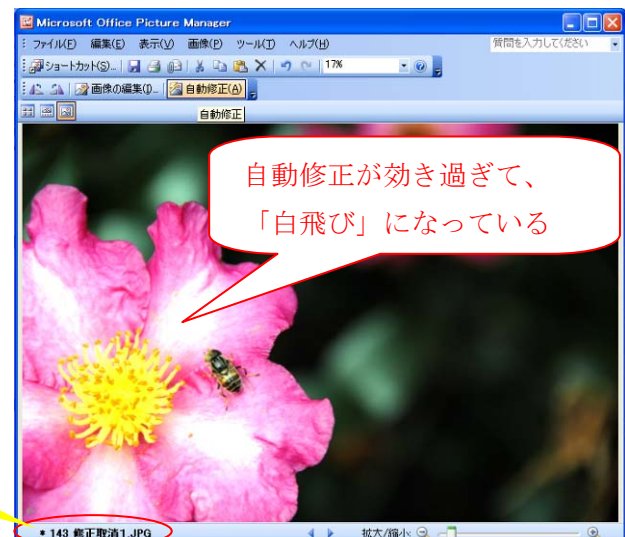 Microsoft Office Picture Manager
ファイル(F) 編集(E) 表示(V) 画像(P) ツール(T) ヘルプ(H) 質問を入力してください
ショートカット(S)... 17%
画像の編集(I)... 自動修正(A)
自動修正
自動修正が効き過ぎて、
「白飛び」になっている
* 143 修正取消1.JPG 拡大/縮小: